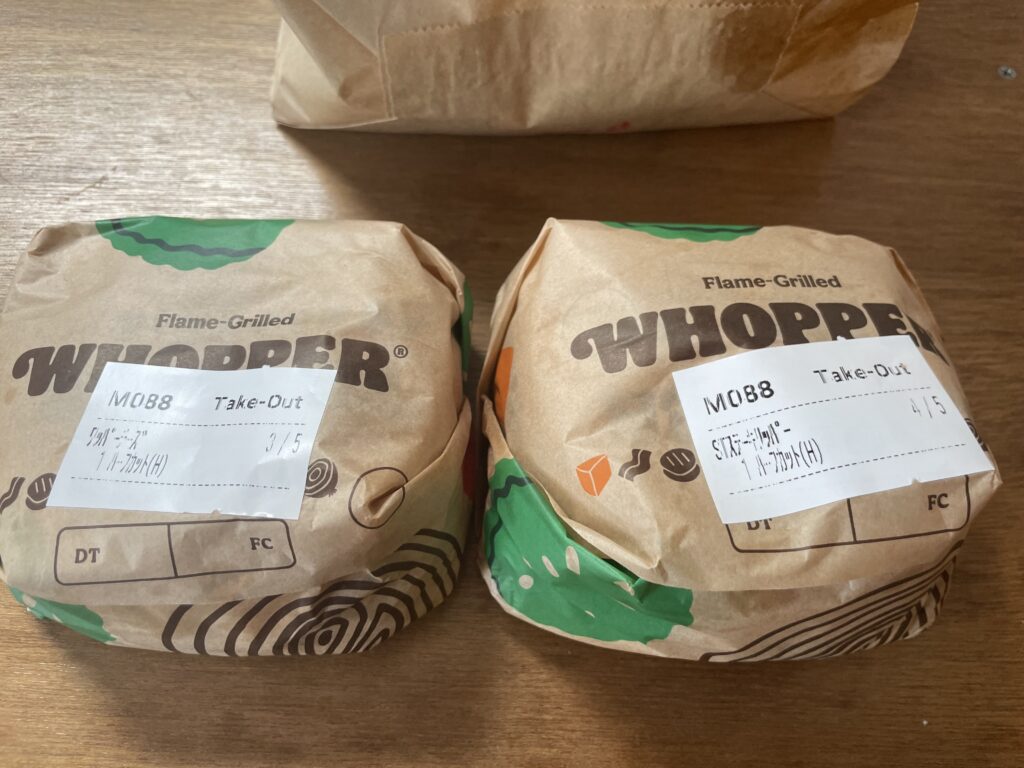 Flame-Grilled
WHOPPER®
M088 Take-Out
ﾜｯﾊﾟｰﾁｰｽﾞ 3/5
1 ﾊｰﾌｶｯﾄ(H)
DT FC
Flame-Grilled
WHOPPER
M088 Take-Out
4/5
1 ﾊｰﾌｶｯﾄ(H)
DT FC